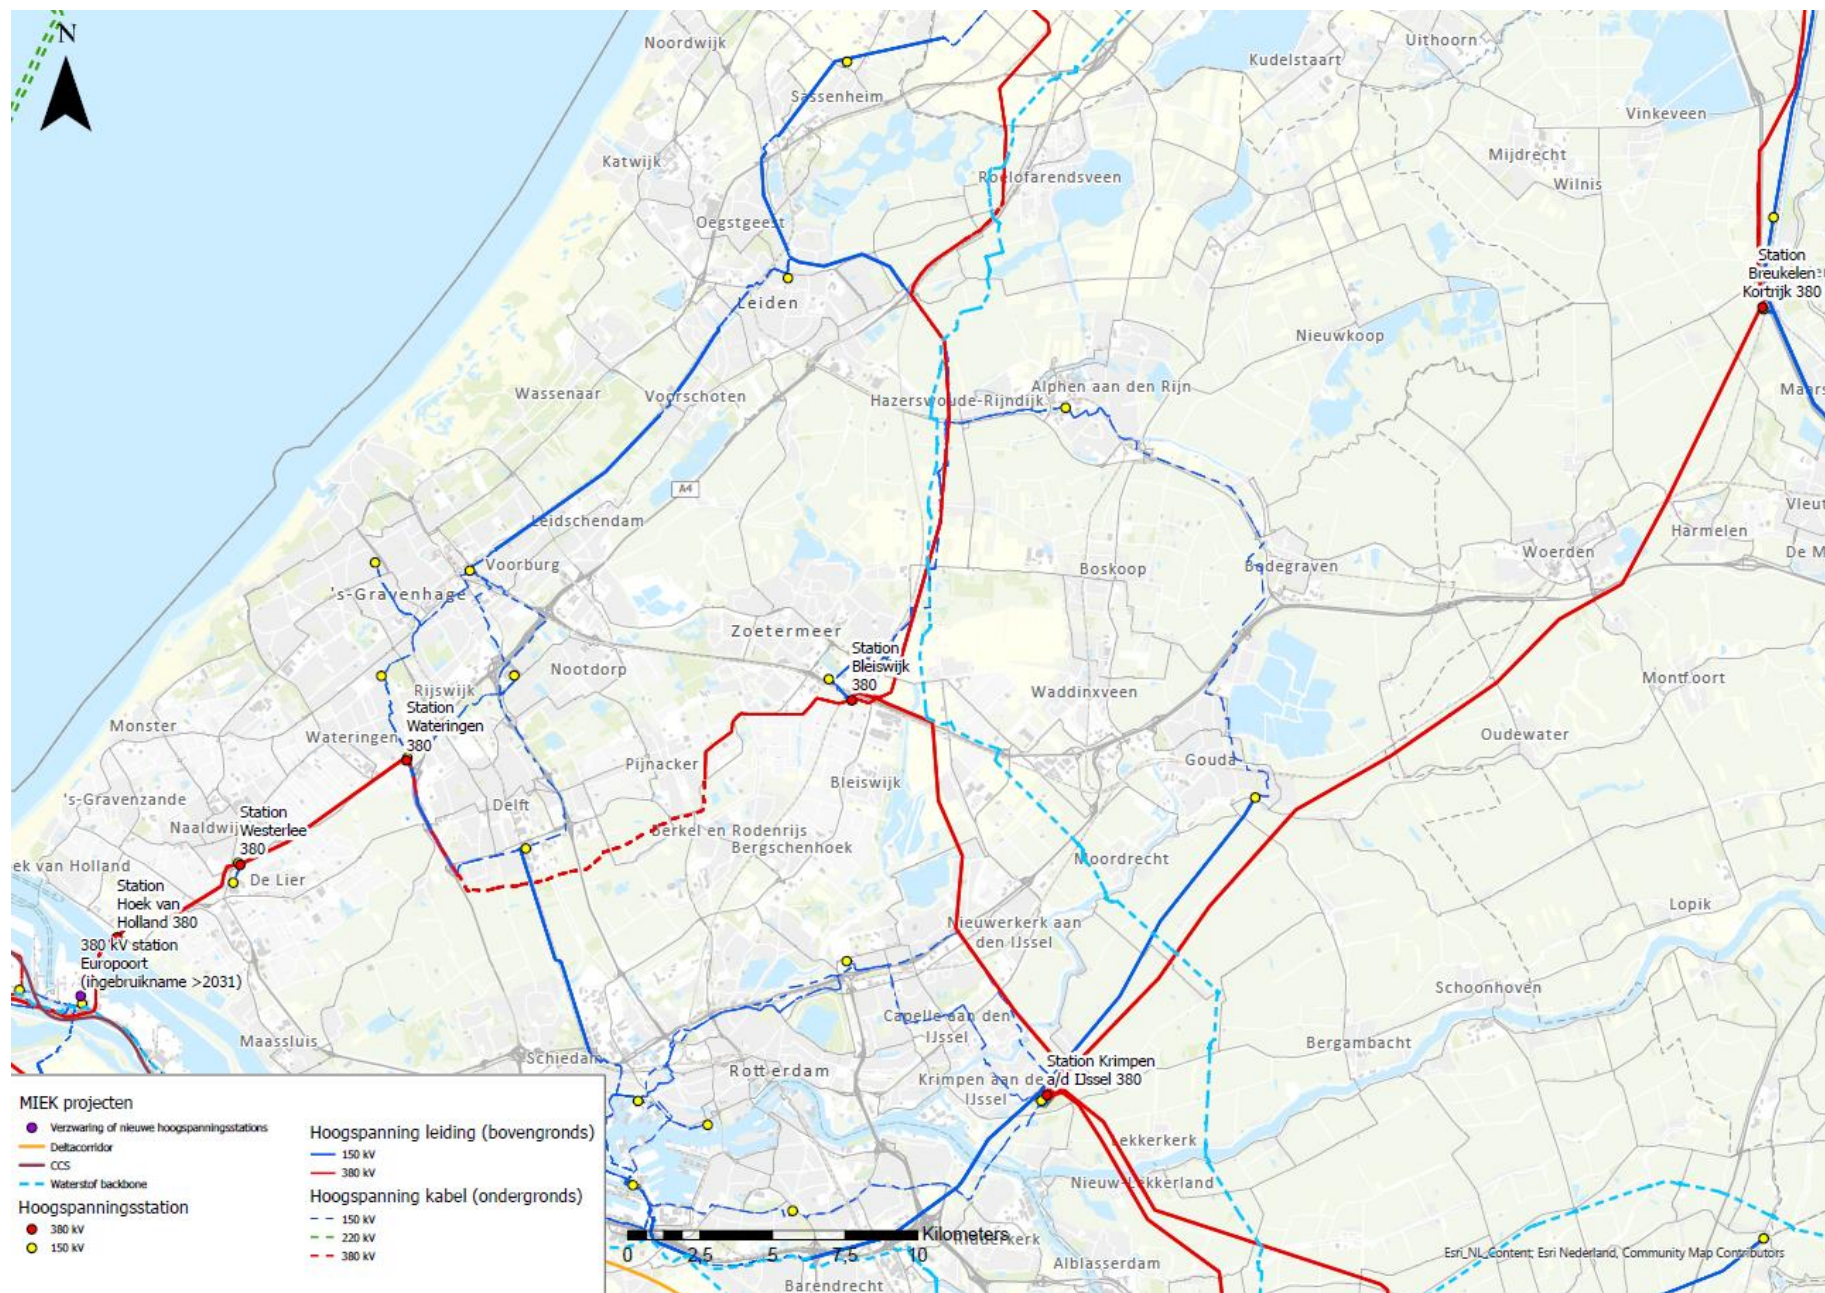 N
Noordwijk
Uithoorn
Kudelstaart
Sassenheim
Vinkeveen
Katwijk
Mijdrecht
Roelofarendsveen
Wilnis
Oegstgeest
Station
Breukelen
Kortrijk 380
Leiden
Nieuwkoop
Alphen aan den Rijn
Wassenaar
Voorschoten
Hazerswoude-Rijndijk
A4
Leidschendam
Harmelen
Woerden
Voorburg
Boskoop
Bodegraven
's-Gravenhage
Zoetermeer
Station
Bleiswijk
380
Nootdorp
Rijswijk
Waddinxveen
Montfoort
Station
Wateringen
380
Monster
Wateringen
Oudewater
Pijnacker
Gouda
Bleiswijk
's-Gravenzande
Delft
Station
Westerlee
380
Berkel en Rodenrijs
Bergschenhoek
Moordrecht
ek van Holland
De Lier
Station
Hoek van
Holland 380
Lopik
Nieuwerkerk aan
den IJssel
380 kV station
Europoort
(ingebruikname >2031)
Schoonhoven
Capelle aan den
IJssel
Maassluis
Bergambacht
Schiedam
Rotterdam
Station Krimpen
a/d IJssel 380
Krimpen aan de
IJssel
Lekkerkerk
Nieuw-Lekkerland
Kilometers
0 2,5 5 7,5 10
Ridderkerk
Alblasserdam
Barendrecht
Esri_NL_Content; Esri Nederland, Community Map Contributors
MIEK projecten
Verzwaring of nieuwe hoogspanningsstations
Deltacorridor
CCS
Waterstof backbone
Hoogspanningsstation
380 kV
150 kV
Hoogspanning leiding (bovengronds)
150 kV
380 kV
Hoogspanning kabel (ondergronds)
150 kV
220 kV
380 kV